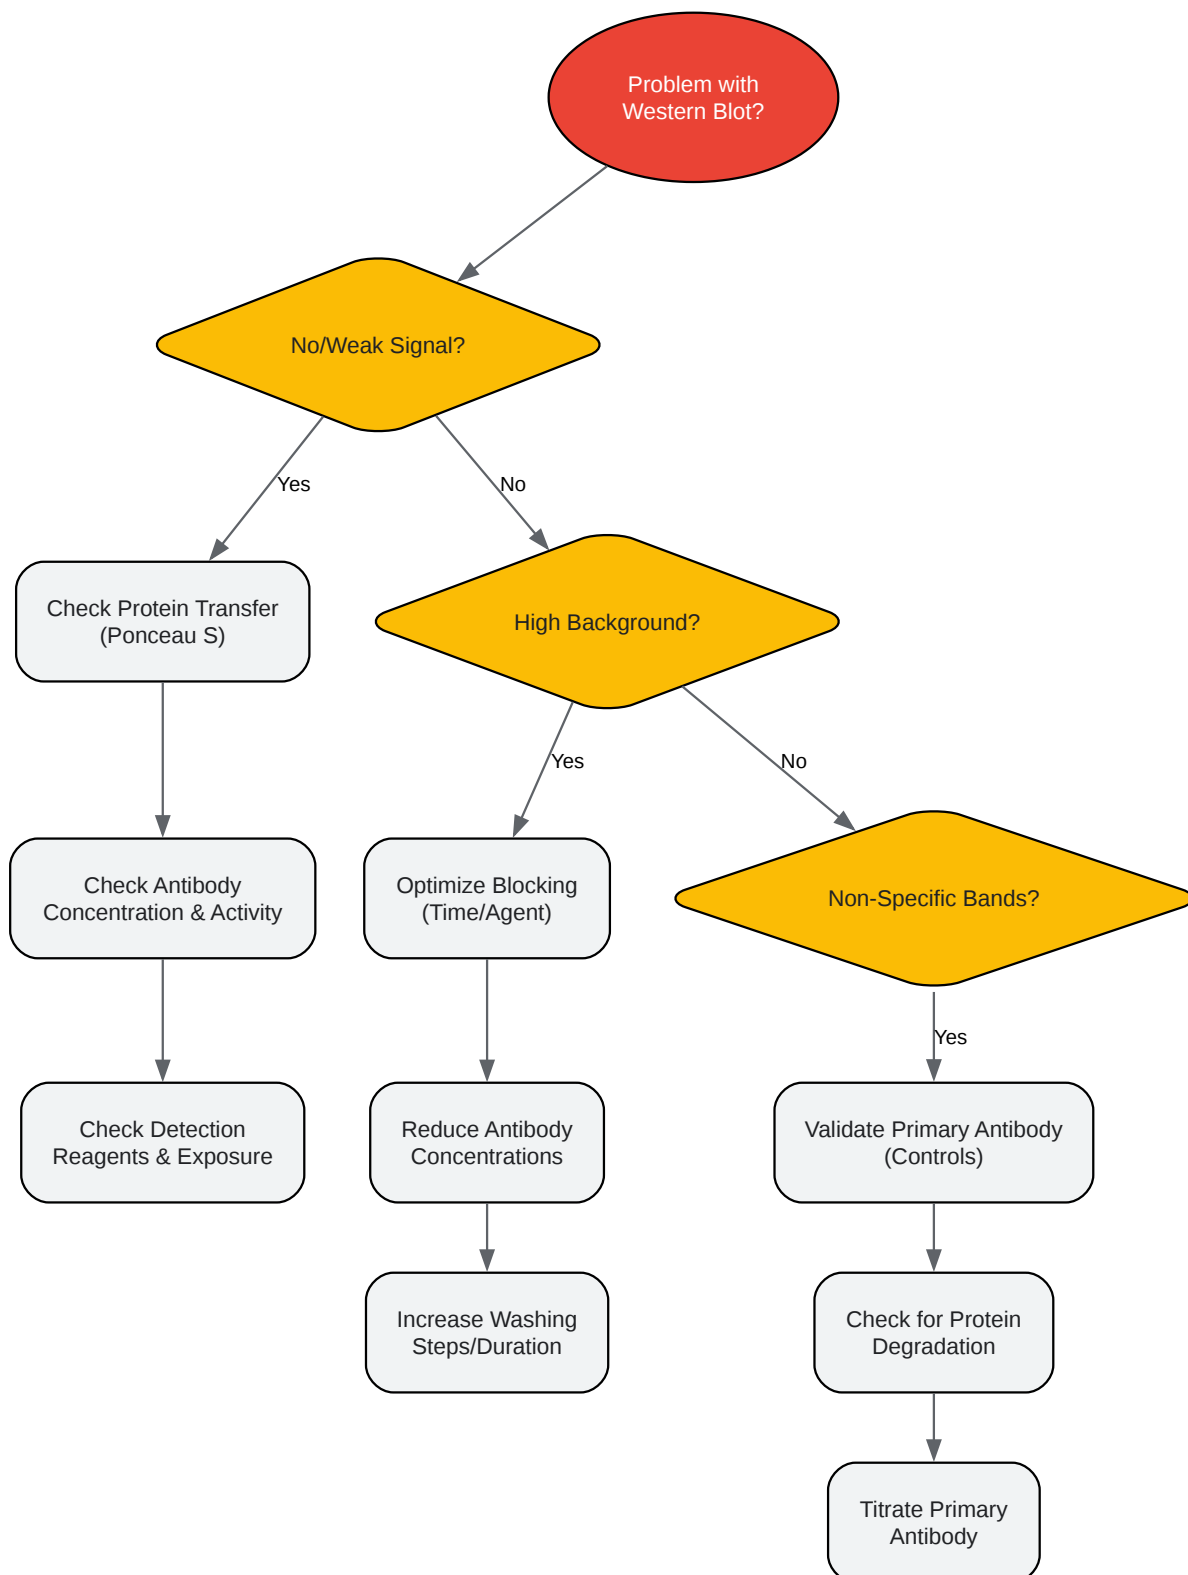 Problem with
Western Blot?
No/Weak Signal?
Yes
No
Check Protein Transfer
(Ponceau S)
High Background?
Yes
No
Check Antibody
Concentration & Activity
Optimize Blocking
(Time/Agent)
Non-Specific Bands?
Yes
Check Detection
Reagents & Exposure
Reduce Antibody
Concentrations
Validate Primary Antibody
(Controls)
Increase Washing
Steps/Duration
Check for Protein
Degradation
Titrate Primary
Antibody